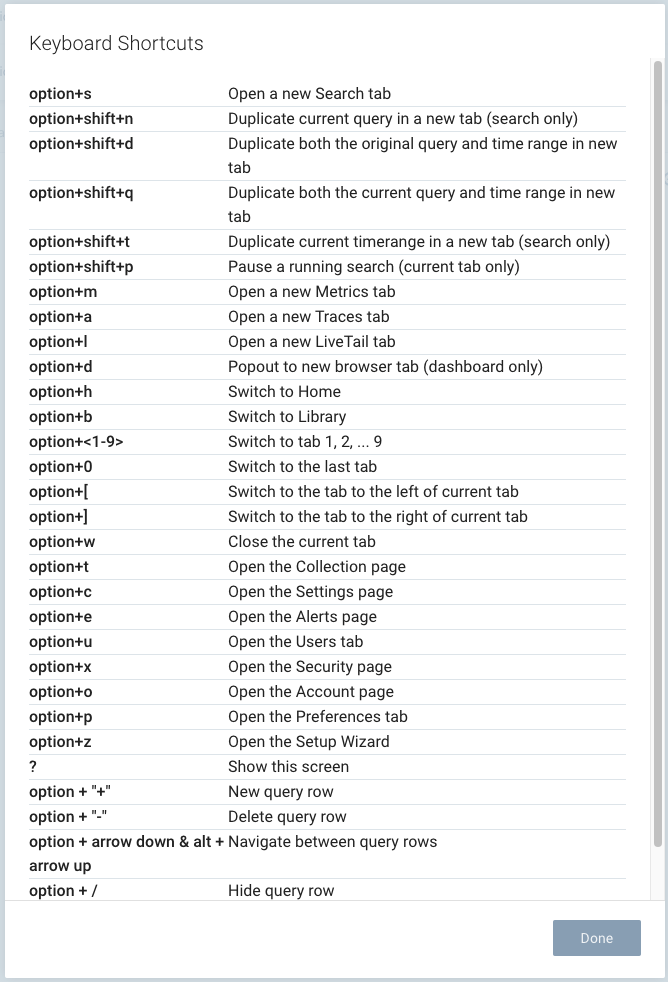 Keyboard Shortcuts
option+s Open a new Search tab
option+shift+n Duplicate current query in a new tab (search only)
option+shift+d Duplicate both the original query and time range in new
tab
option+shift+q Duplicate both the current query and time range in new
tab
option+shift+t Duplicate current timerange in a new tab (search only)
option+shift+p Pause a running search (current tab only)
option+m Open a new Metrics tab
option+a Open a new Traces tab
option+l Open a new LiveTail tab
option+d Popout to new browser tab (dashboard only)
option+h Switch to Home
option+b Switch to Library
option+<1-9> Switch to tab 1, 2, ... 9
option+0 Switch to the last tab
option+[ Switch to the tab to the left of current tab
option+] Switch to the tab to the right of current tab
option+w Close the current tab
option+t Open the Collection page
option+c Open the Settings page
option+e Open the Alerts page
option+u Open the Users tab
option+x Open the Security page
option+o Open the Account page
option+p Open the Preferences tab
option+z Open the Setup Wizard
? Show this screen
option + "+" New query row
option + "-" Delete query row
option + arrow down & alt + Navigate between query rows
arrow up
option + / Hide query row
Done